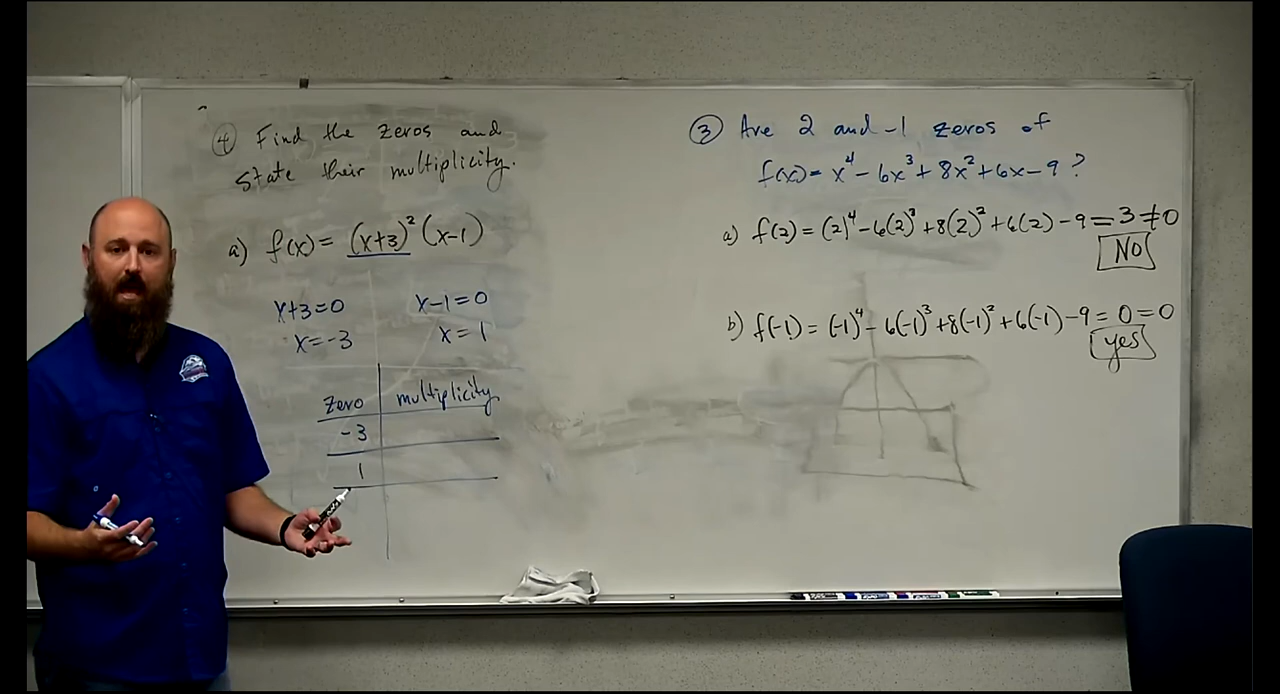 ④ Find the zeros and
state their multiplicity.
a) f(x) = (x+3)² (x-1)
x+3=0 x-1=0
x=-3 x=1
zero multiplicity
-3
1
③ Are 2 and -1 zeros of
f(x)= x⁴ - 6x³ + 8x² + 6x - 9 ?
a) f(2) = (2)⁴ - 6(2)³ + 8(2)² + 6(2) - 9 = 3 ≠ 0
No
b) f(-1) = (-1)⁴ - 6(-1)³ + 8(-1)² + 6(-1) - 9 = 0 = 0
yes